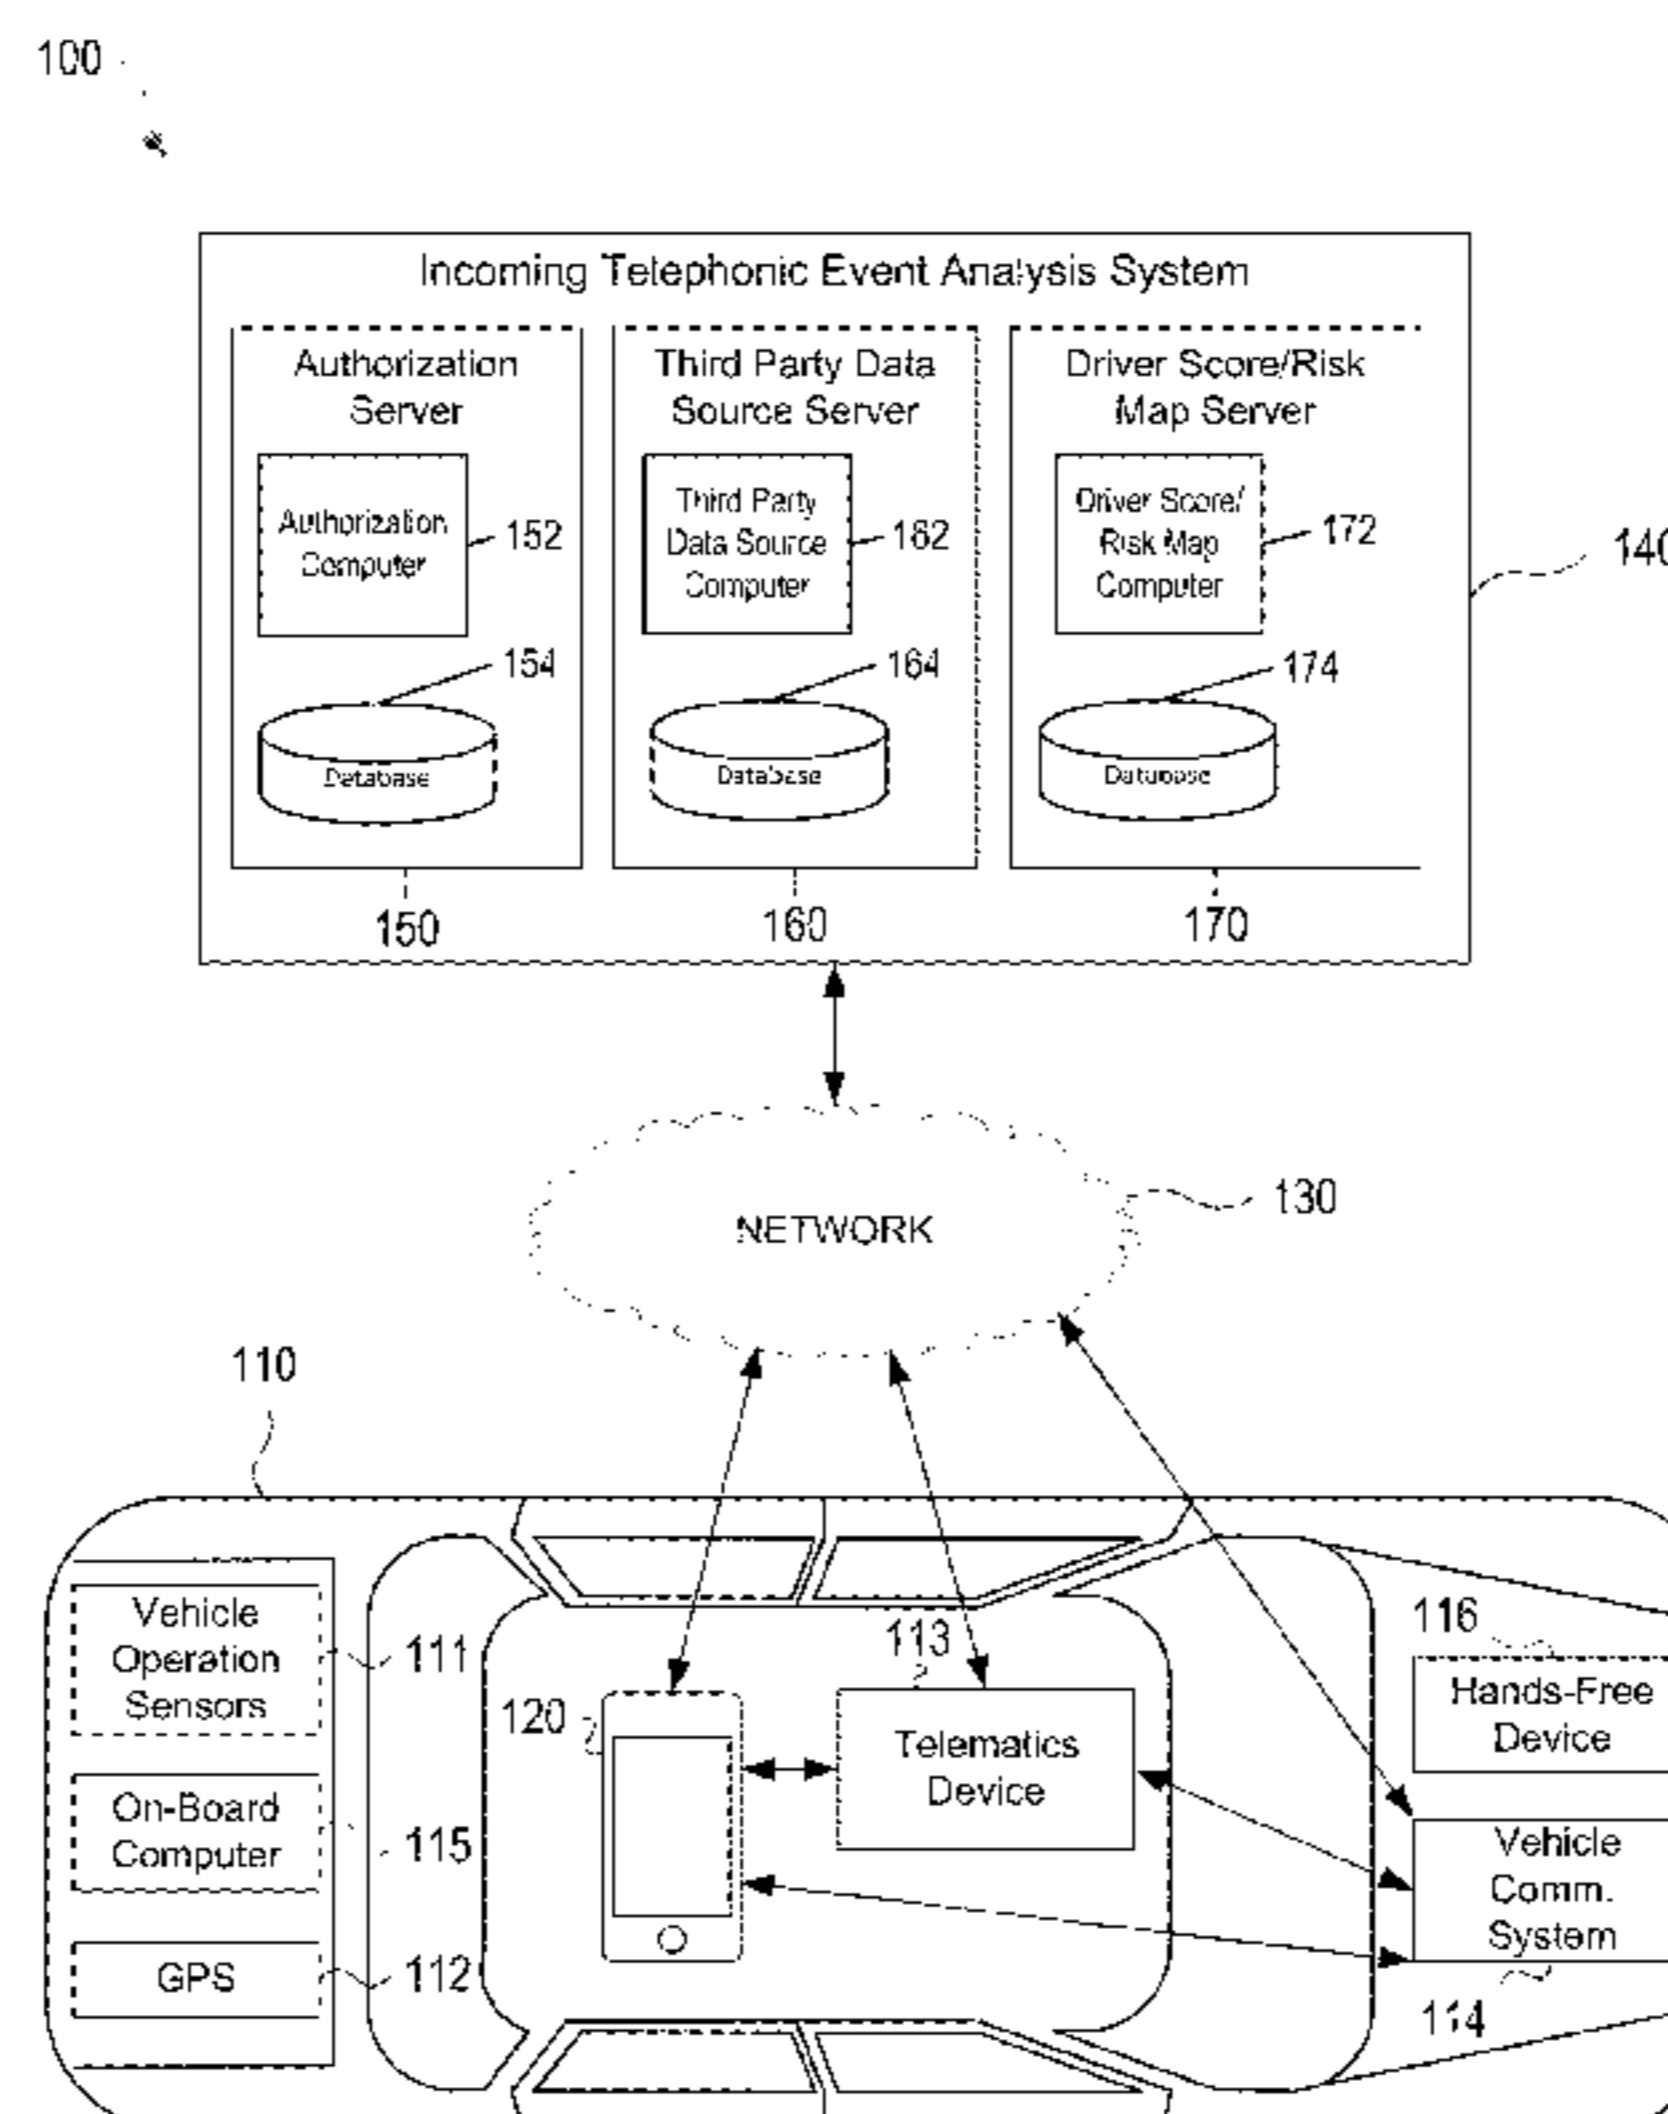 100
Incoming Telephonic Event Analysis System
Authorization
Server
Third Party Data
Source Server
Driver Score/Risk
Map Server
Authorization
Computer
152
Third Party
Data Source
Computer
162
Driver Score/
Risk Map
Computer
172
140
154
164
174
Database
Database
Database
150
160
170
NETWORK
130
110
Vehicle
Operation
Sensors
111
113
116
Hands-Free
Device
120
Telematics
Device
On-Board
Computer
115
Vehicle
Comm.
System
GPS
112
114